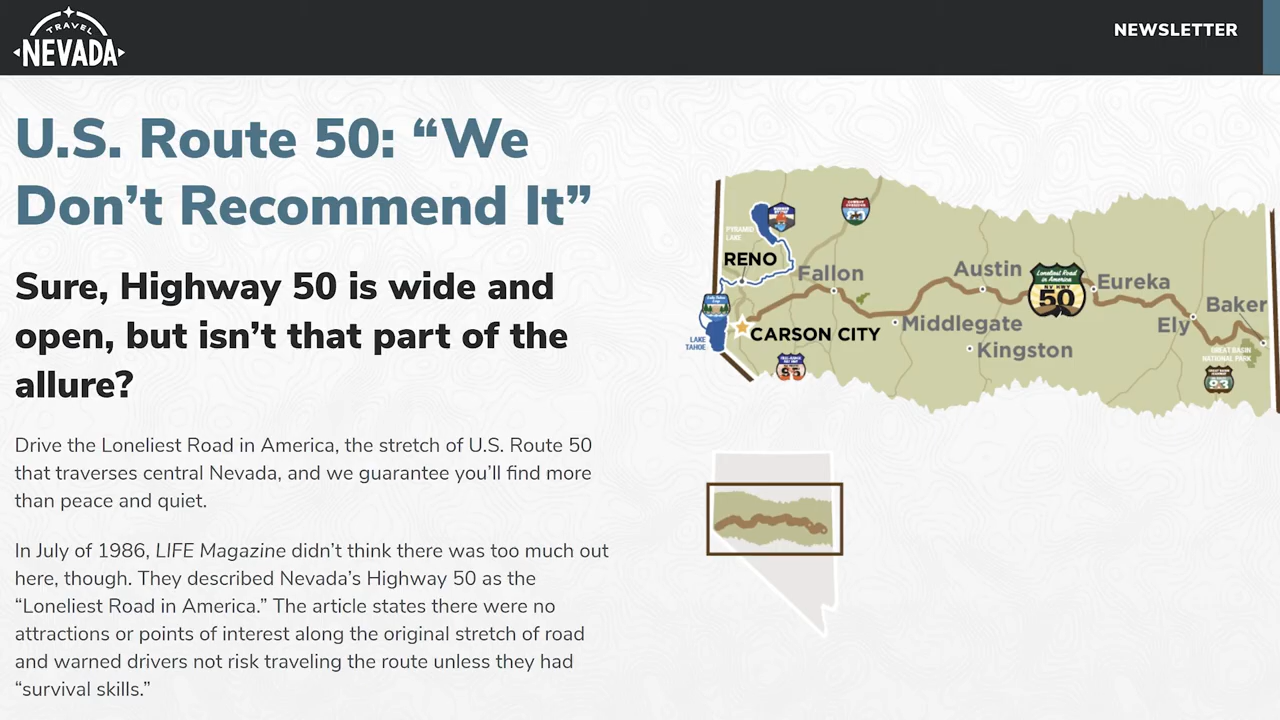 TRAVEL
NEVADA
NEWSLETTER
U.S. Route 50: “We
Don’t Recommend It”
Sure, Highway 50 is wide and
open, but isn’t that part of the
allure?
Drive the Loneliest Road in America, the stretch of U.S. Route 50
that traverses central Nevada, and we guarantee you’ll find more
than peace and quiet.
In July of 1986, LIFE Magazine didn’t think there was too much out
here, though. They described Nevada’s Highway 50 as the
“Loneliest Road in America.” The article states there were no
attractions or points of interest along the original stretch of road
and warned drivers not risk traveling the route unless they had
“survival skills.”
PYRAMID
LAKE
RENO
Fallon
Austin
Loneliest Road
in America
50
Eureka
Baker
Middlegate
Ely
CARSON CITY
LAKE
TAHOE
Kingston
GREAT BASIN
NATIONAL PARK
95
93